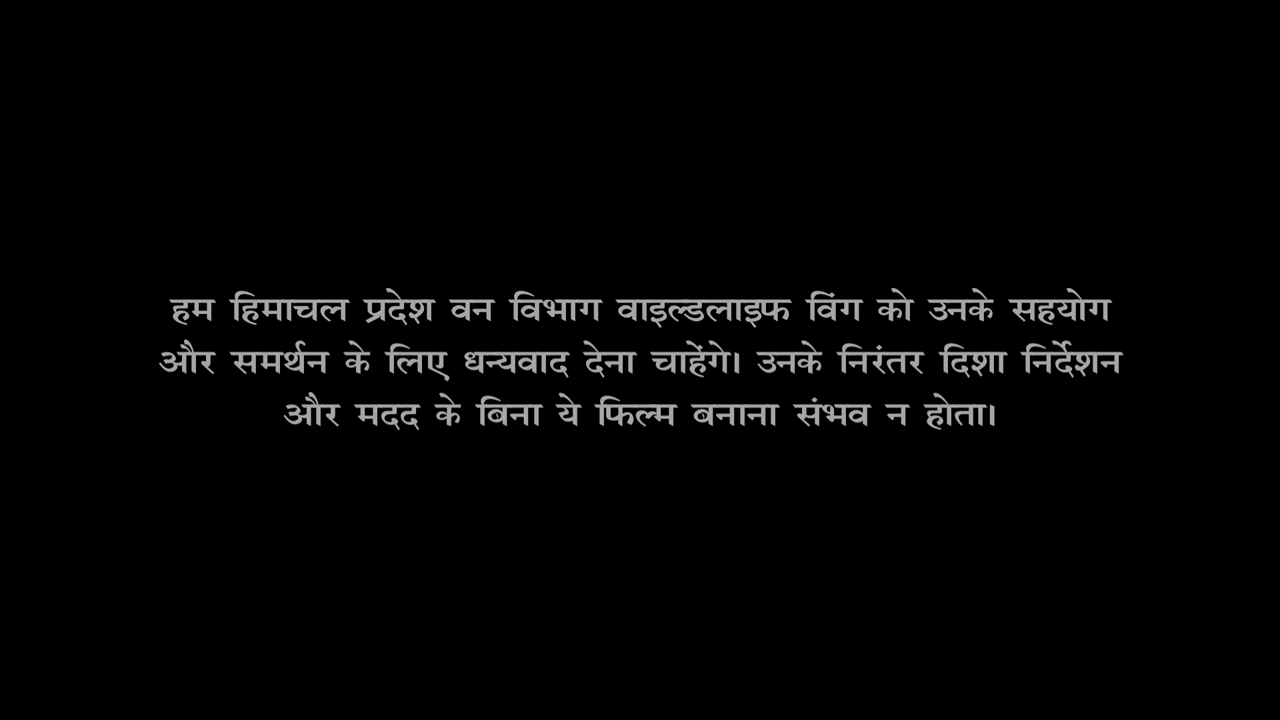 हम हिमाचल प्रदेश वन विभाग वाइल्डलाइफ विंग को उनके सहयोग
और समर्थन के लिए धन्यवाद देना चाहेंगे। उनके निरंतर दिशा निर्देशन
और मदद के बिना ये फिल्म बनाना संभव न होता।